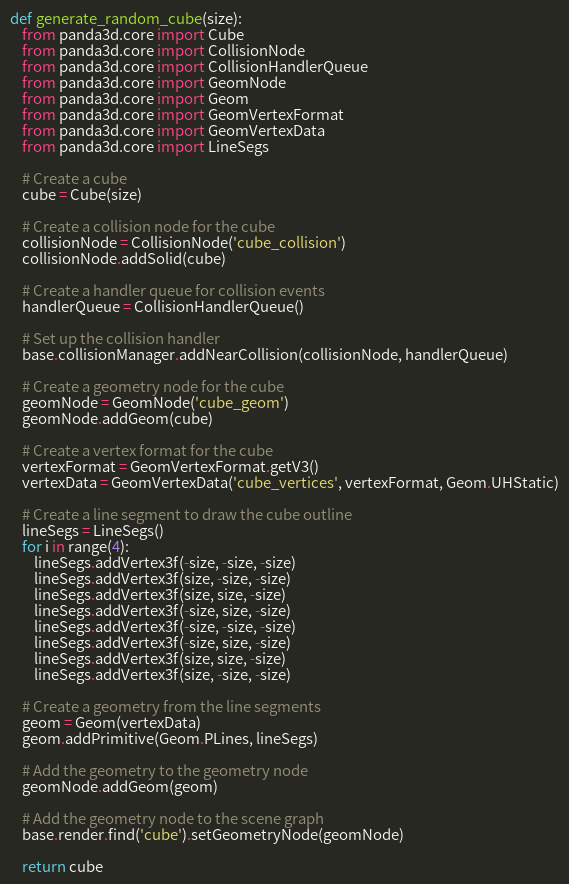 def generate_random_cube(size):
from panda3d.core import Cube
from panda3d.core import CollisionNode
from panda3d.core import CollisionHandlerQueue
from panda3d.core import GeomNode
from panda3d.core import Geom
from panda3d.core import GeomVertexFormat
from panda3d.core import GeomVertexData
from panda3d.core import LineSegs
# Create a cube
cube = Cube(size)
# Create a collision node for the cube
collisionNode = CollisionNode('cube_collision')
collisionNode.addSolid(cube)
# Create a handler queue for collision events
handlerQueue = CollisionHandlerQueue()
# Set up the collision handler
base.collisionManager.addNearCollision(collisionNode, handlerQueue)
# Create a geometry node for the cube
geomNode = GeomNode('cube_geom')
geomNode.addGeom(cube)
# Create a vertex format for the cube
vertexFormat = GeomVertexFormat.getV3()
vertexData = GeomVertexData('cube_vertices', vertexFormat, Geom.UHStatic)
# Create a line segment to draw the cube outline
lineSegs = LineSegs()
for i in range(4):
lineSegs.addVertex3f(-size, -size, -size)
lineSegs.addVertex3f(size, -size, -size)
lineSegs.addVertex3f(size, size, -size)
lineSegs.addVertex3f(-size, size, -size)
lineSegs.addVertex3f(-size, -size, -size)
lineSegs.addVertex3f(-size, size, -size)
lineSegs.addVertex3f(size, size, -size)
lineSegs.addVertex3f(size, -size, -size)
# Create a geometry from the line segments
geom = Geom(vertexData)
geom.addPrimitive(Geom.PLines, lineSegs)
# Add the geometry to the geometry node
geomNode.addGeom(geom)
# Add the geometry node to the scene graph
base.render.find('cube').setGeometryNode(geomNode)
return cube